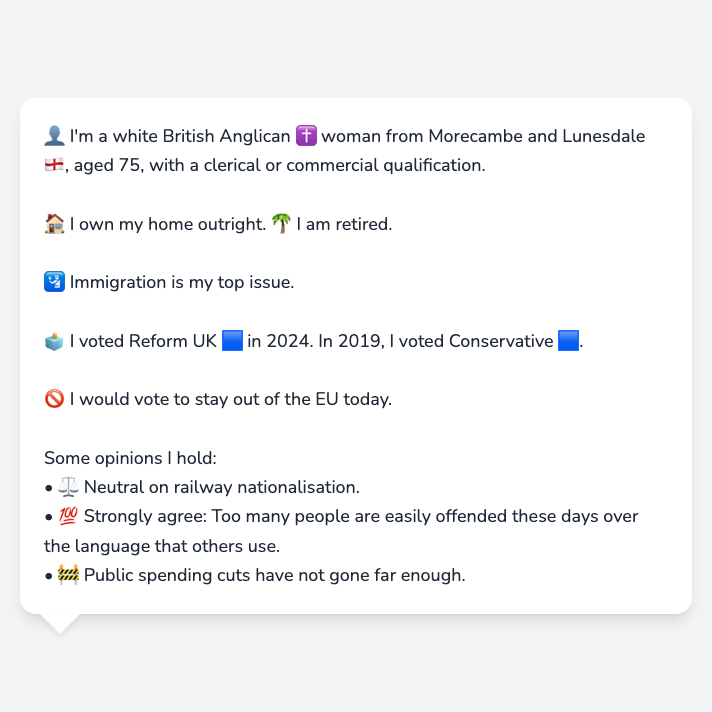 👤 I'm a white British Anglican ✝️ woman from Morecambe and Lunesdale
🏴󠁧󠁢󠁥󠁮󠁧󠁿, aged 75, with a clerical or commercial qualification.
🏠 I own my home outright. 🌴 I am retired.
🛂 Immigration is my top issue.
🗳️ I voted Reform UK 🟦 in 2024. In 2019, I voted Conservative 🟦.
🚫 I would vote to stay out of the EU today.
Some opinions I hold:
• ⚖️ Neutral on railway nationalisation.
• 💯 Strongly agree: Too many people are easily offended these days over
the language that others use.
• 🚧 Public spending cuts have not gone far enough.